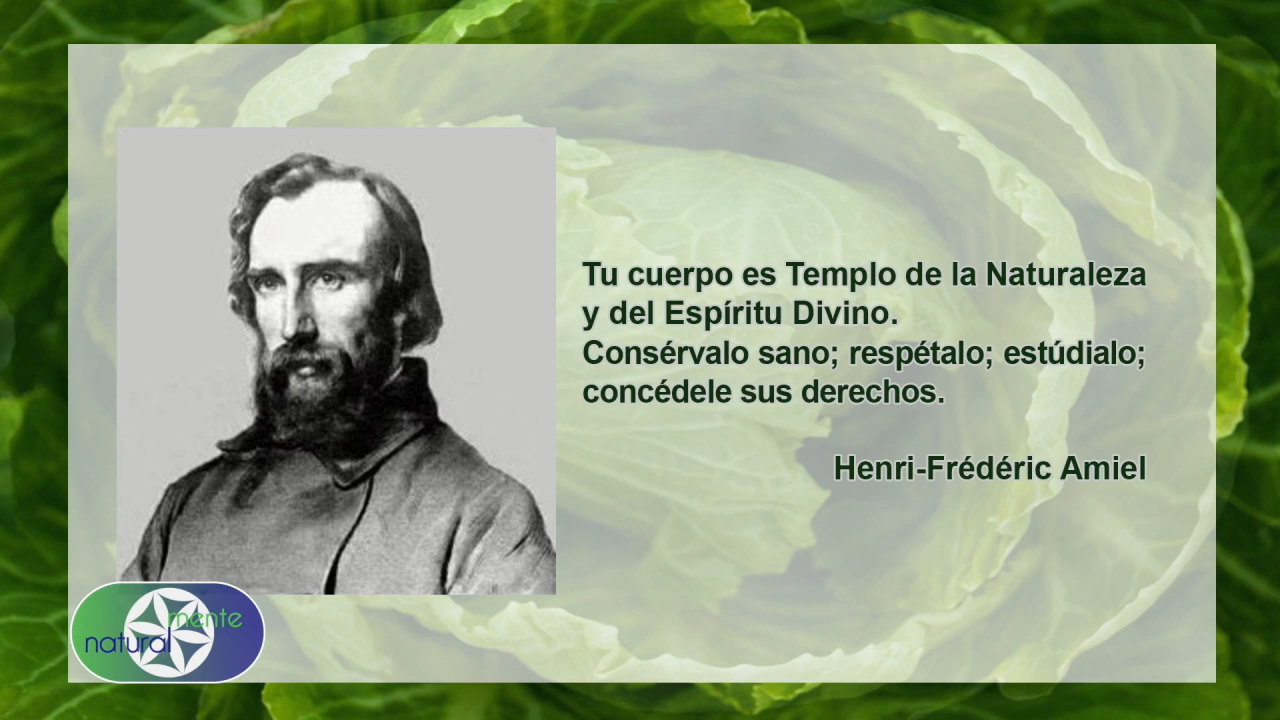 Tu cuerpo es Templo de la Naturaleza
y del Espíritu Divino.
Consérvalo sano; respétalo; estúdialo;
concédele sus derechos.
Henri-Frédéric Amiel
natural
mente